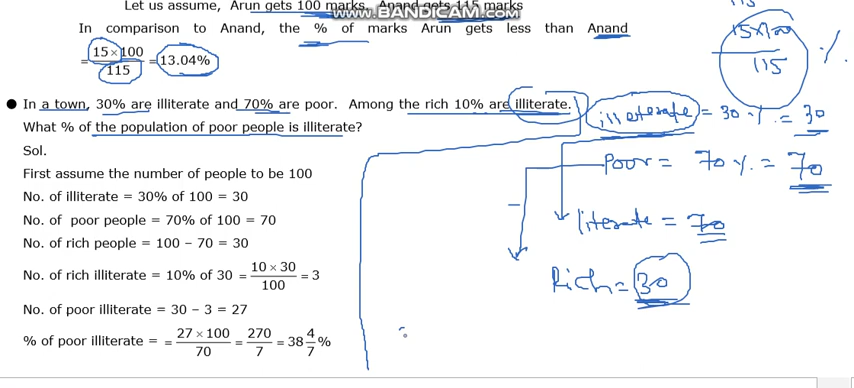 Let us assume, Arun gets 100 marks. Anand gets 115 marks
WWW.BANDICAM.COM
In comparison to Anand, the % of marks Arun gets less than Anand
= 15 × 100 / 115 = 13.04%
15×100 / 115 %.
● In a town, 30% are illiterate and 70% are poor. Among the rich 10% are illiterate.
What % of the population of poor people is illiterate?
Sol.
First assume the number of people to be 100
No. of illiterate = 30% of 100 = 30
No. of poor people = 70% of 100 = 70
No. of rich people = 100 − 70 = 30
No. of rich illiterate = 10% of 30 = 10 × 30 / 100 = 3
No. of poor illiterate = 30 − 3 = 27
% of poor illiterate = = 27 × 100 / 70 = 270 / 7 = 38 4/7 %
= 30 %. = 30
Poor = 70 %. = 70
literate = 70
Rich = 30